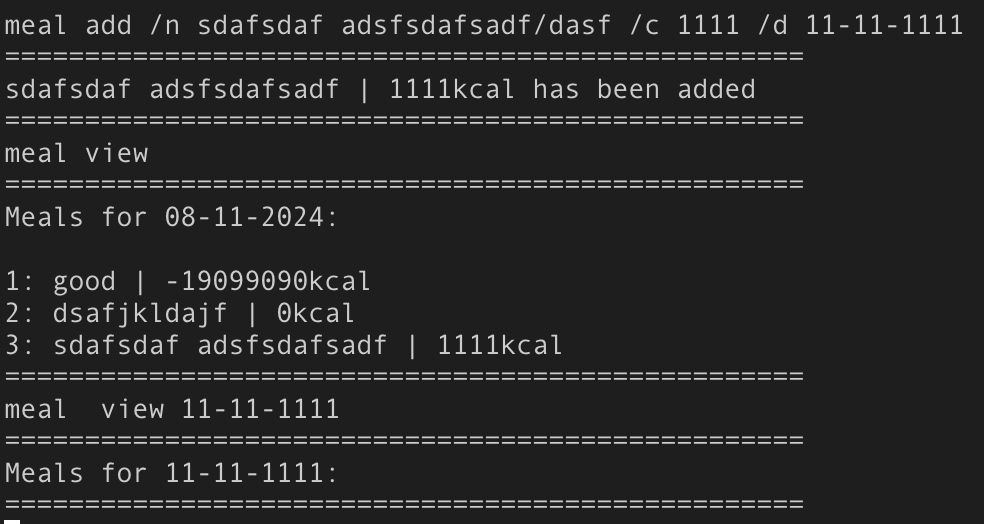 meal add /n sdafsdaf adsfsdafsadf/dasf /c 1111 /d 11-11-1111
==================================================
sdafsdaf adsfsdafsadf | 1111kcal has been added
==================================================
meal view
==================================================
Meals for 08-11-2024:

1: good | -19099090kcal
2: dsafjkldajf | 0kcal
3: sdafsdaf adsfsdafsadf | 1111kcal
==================================================
meal  view 11-11-1111
==================================================
Meals for 11-11-1111:
==================================================